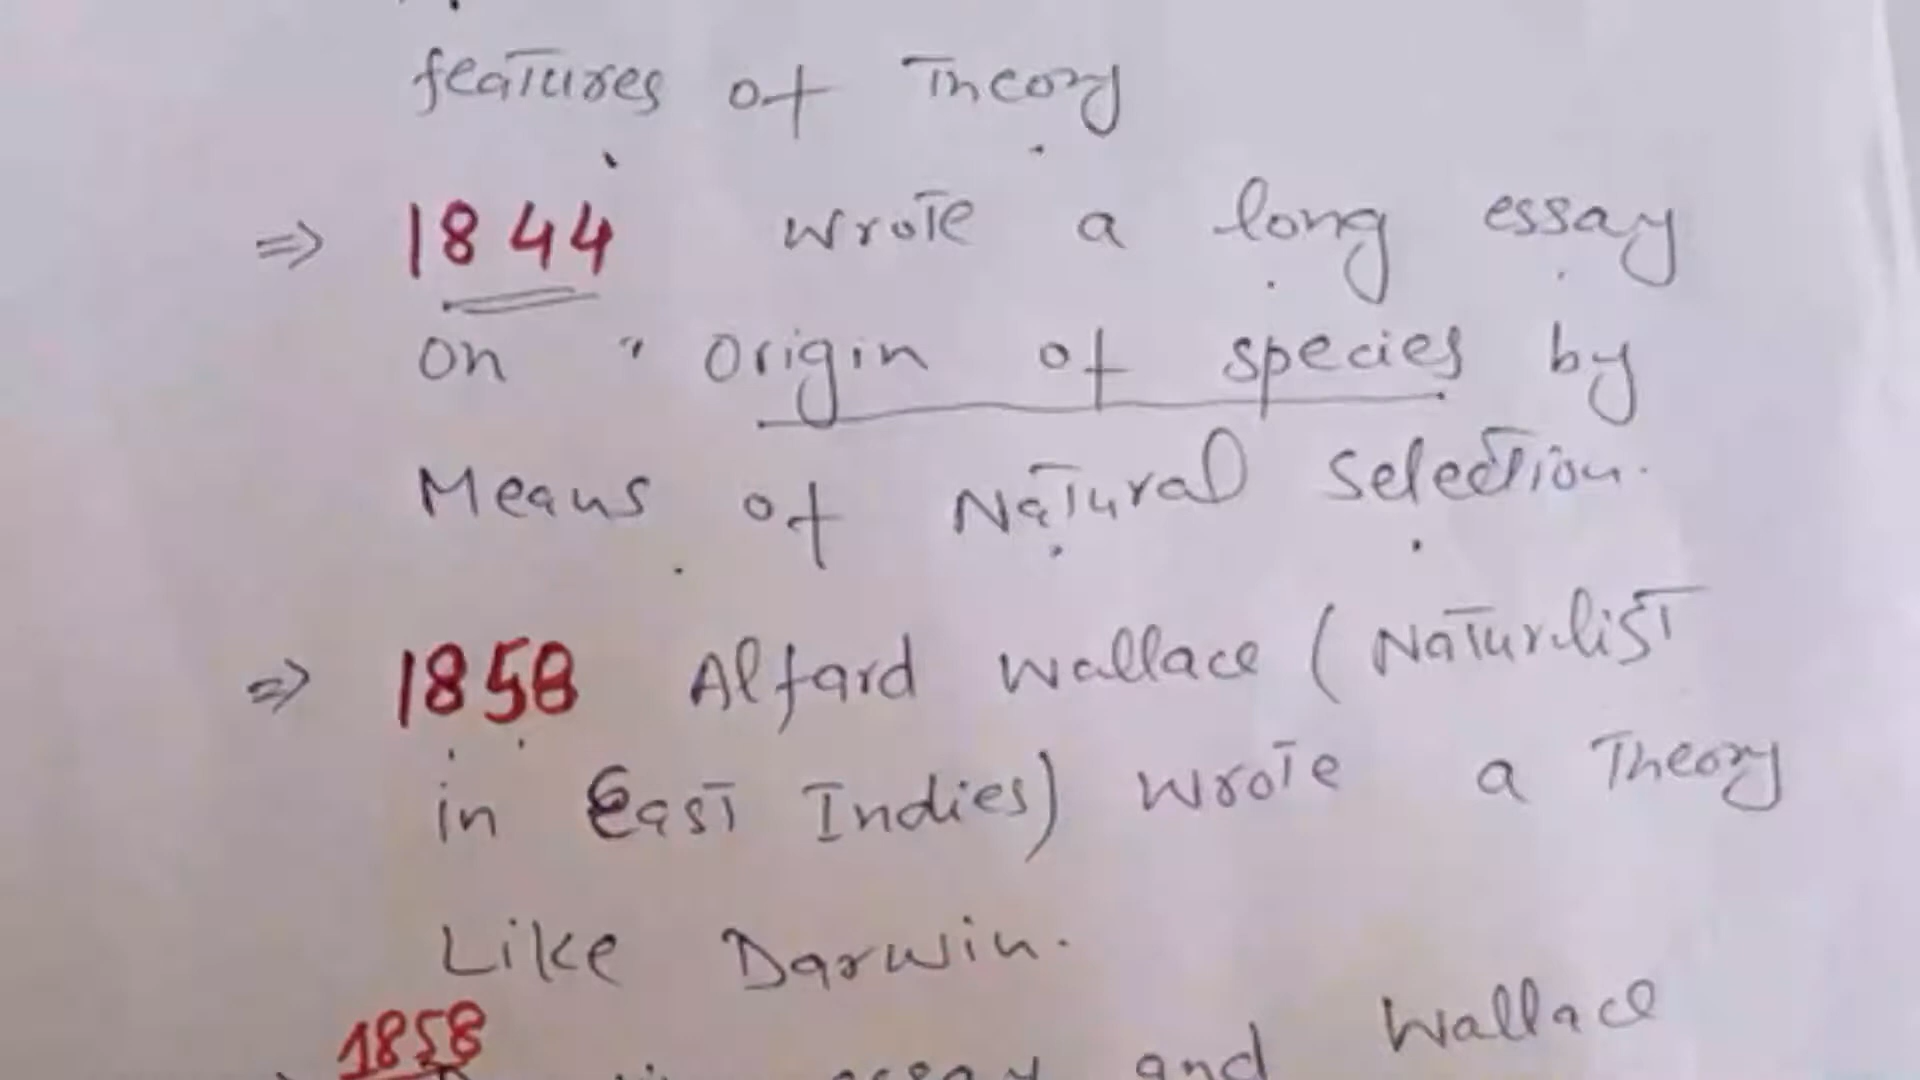 features of Theory
⇒ 1844 wrote a long essay
on " Origin of species by
Means of Natural Selection.
⇒ 1858 Alfard Wallace (Naturlist
in East Indies) wrote a Theory
Like Darwin.
1858
essay and Wallace